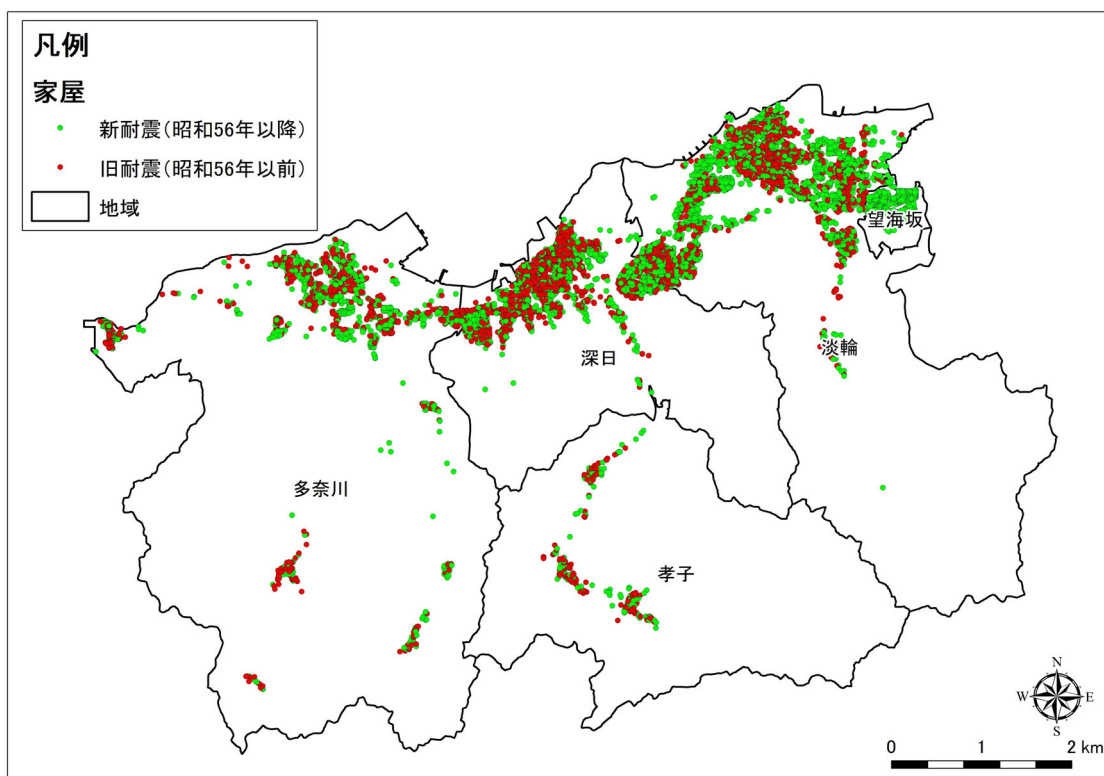 凡例
家屋
新耐震(昭和56年以降)
旧耐震(昭和56年以前)
地域
望海坂
淡輪
深日
多奈川
孝子
N
W E
S
0 1 2 km